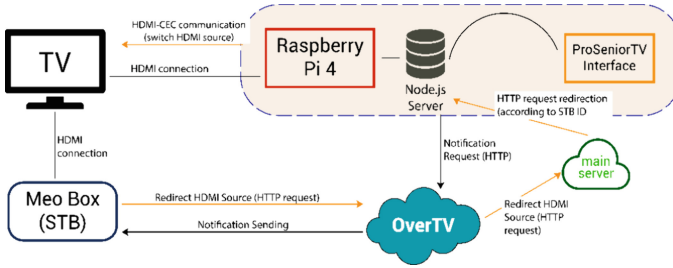 HDMI-CEC communication
(switch HDMI source)
TV
HDMI connection
Raspberry
Pi 4
Node.js
Server
ProSeniorTV
Interface
HTTP request redirection
(according to STB ID
HDMI
connection
Notification
Request (HTTP)
main
server
Meo Box
(STB)
Redirect HDMI Source (HTTP request)
Notification Sending
OverTV
Redirect HDMI
Source (HTTP
request)